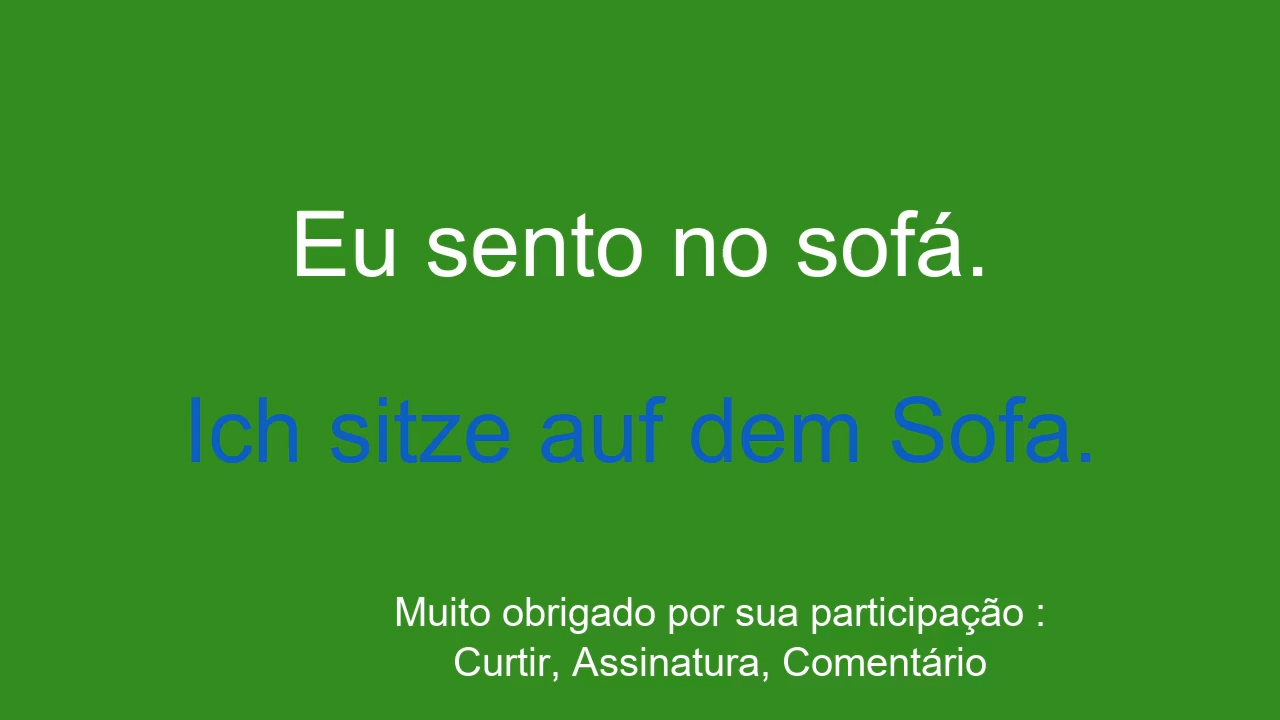 Eu sento no sofá.
Ich sitze auf dem Sofa.
Muito obrigado por sua participação :
Curtir, Assinatura, Comentário